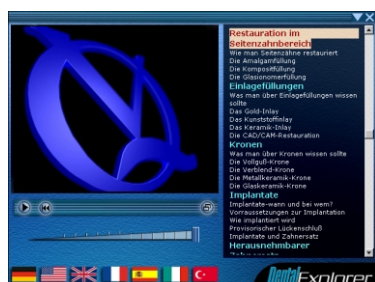 Restauration im
Seitenzahnbereich
Wie man Seitenzähne restauriert
Die Amalgamfüllung
Die Kompositfüllung
Die Glasionomerfüllung
Einlagefüllungen
Was man über Einlagefüllungen wissen
sollte
Das Gold-Inlay
Das Kunststoffinlay
Das Keramik-Inlay
Die CAD/CAM-Restauration
Kronen
Was man über Kronen wissen sollte
Die Vollguß-Krone
Die Verblend-Krone
Die Metallkeramik-Krone
Die Glaskeramik-Krone
Implantate
Implantate-wann und bei wem?
Vorraussetzungen zur Implantation
Wie implantiert wird
Provisorischer Lückenschluß
Implantate und Zahnersatz
Herausnehmbarer
Zahnersatz
DentalExplorer